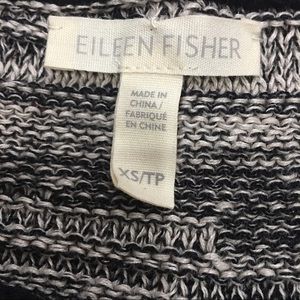 EILEEN FISHER
MADE IN
CHINA /
FABRIQUÉ
EN CHINE
XS/TP